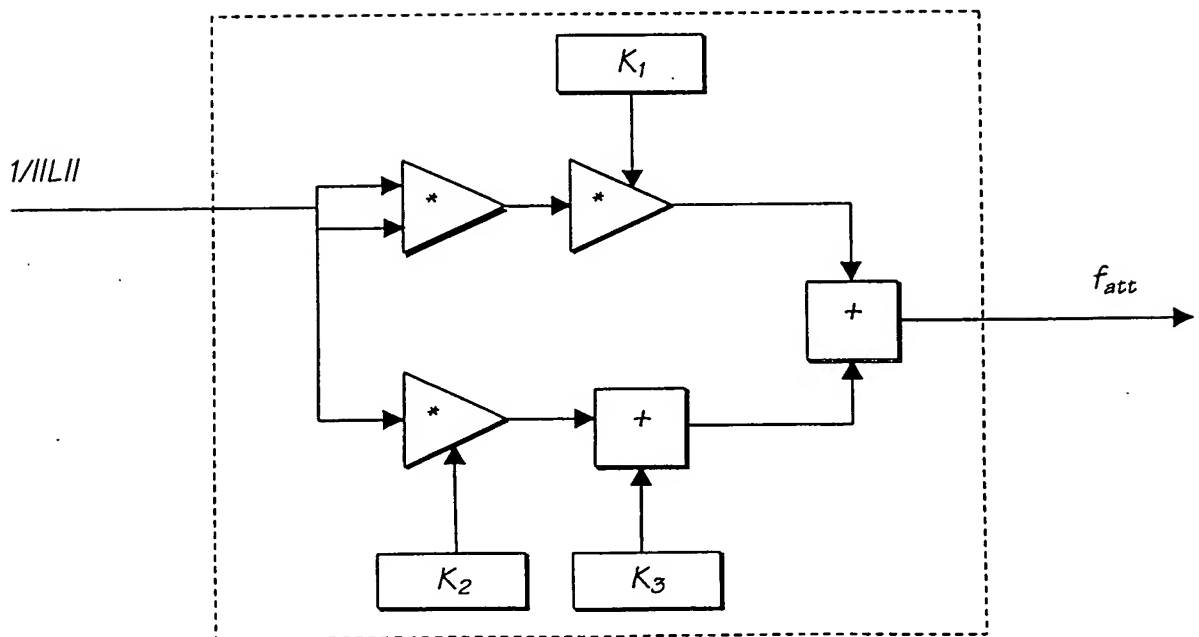 K₁
1/||L||
*
*
+
f_att
*
+
K₂
K₃